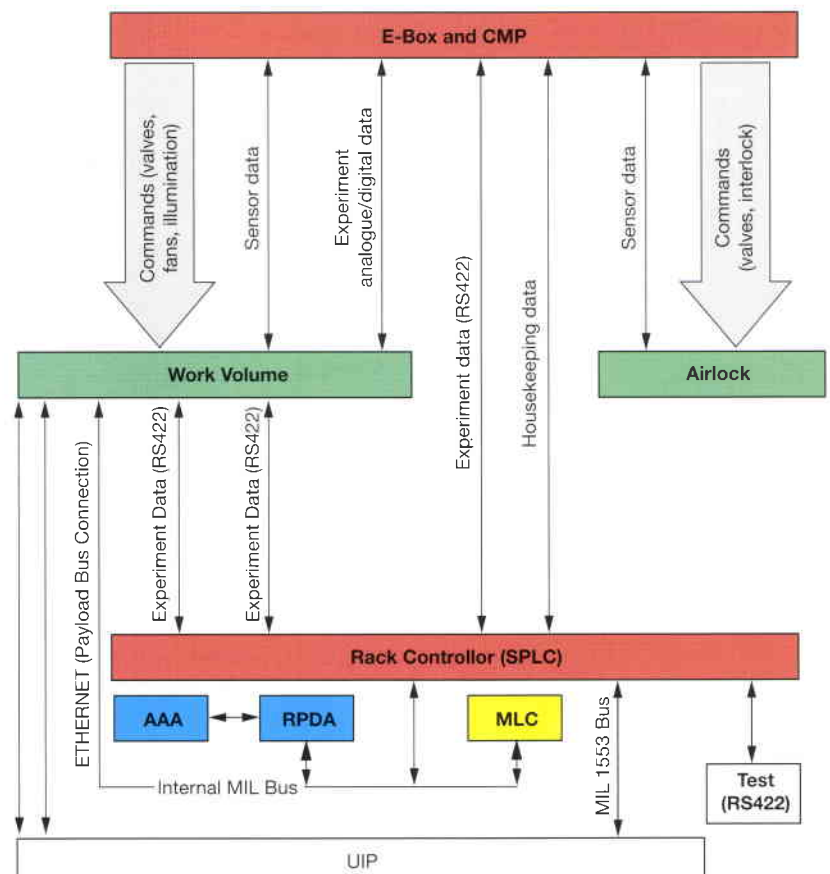 E-Box and CMP
Commands (valves,
fans, illumination)
Sensor data
Experiment
analogue/digital data
Experiment data (RS422)
Housekeeping data
Sensor data
Commands
(valves, interlock)
Work Volume
Airlock
ETHERNET (Payload Bus Connection)
Experiment Data (RS422)
Experiment Data (RS422)
Rack Controllor (SPLC)
AAA
RPDA
MLC
MIL 1553 Bus
Internal MIL Bus
Test
(RS422)
UIP